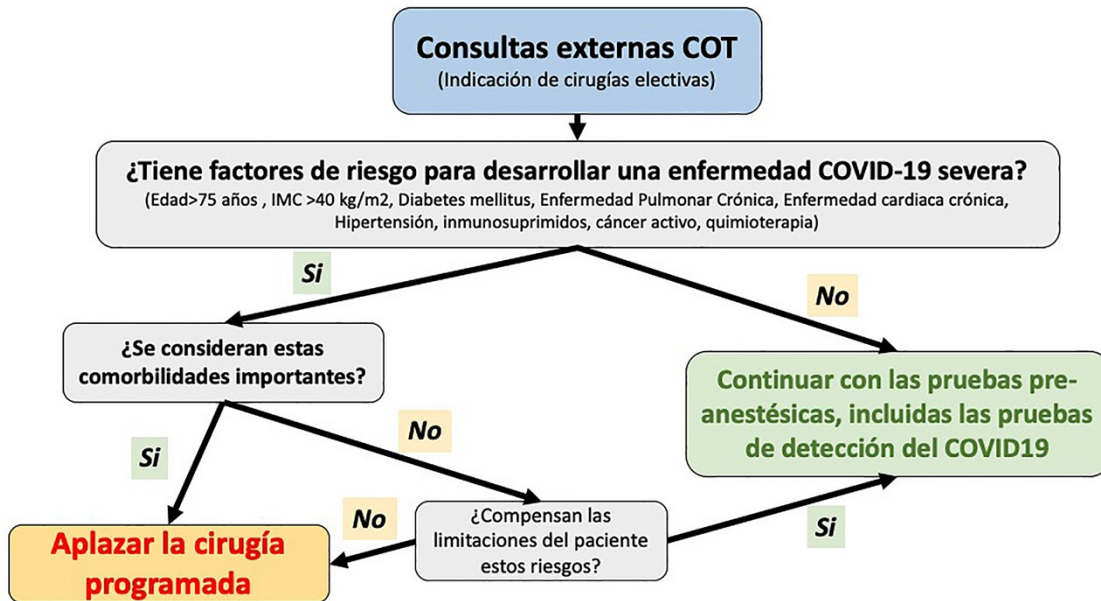 Consultas externas COT
(Indicación de cirugías electivas)
¿Tiene factores de riesgo para desarrollar una enfermedad COVID-19 severa?
(Edad>75 años , IMC >40 kg/m2, Diabetes mellitus, Enfermedad Pulmonar Crónica, Enfermedad cardiaca crónica,
Hipertensión, inmunosuprimidos, cáncer activo, quimioterapia)
Si
No
¿Se consideran estas
comorbilidades importantes?
Continuar con las pruebas pre-
anestésicas, incluidas las pruebas
de detección del COVID19
Si
No
No
¿Compensan las
limitaciones del paciente
estos riesgos?
Si
Aplazar la cirugía
programada